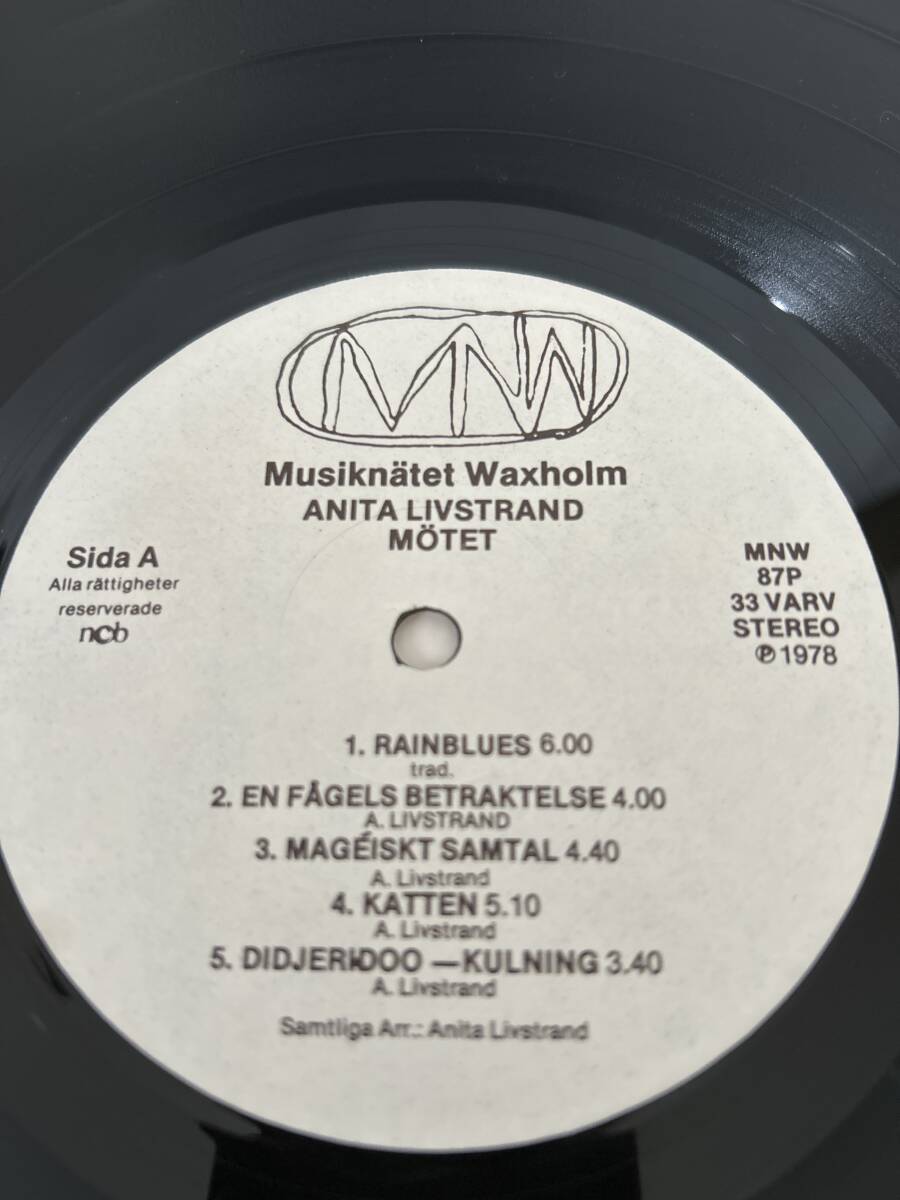 MNW
Musiknätet Waxholm
ANITA LIVSTRAND
MÖTET
Sida A
Alla rättigheter
reserverade
ncb
MNW
87P
33 VARV
STEREO
℗ 1978
1. RAINBLUES 6.00
trad.
2. EN FÅGELS BETRAKTELSE 4.00
A. LIVSTRAND
3. MAGÉISKT SAMTAL 4.40
A. Livstrand
4. KATTEN 5.10
A. Livstrand
5. DIDJERIDOO —KULNING 3.40
A. Livstrand
Samtliga Arr.: Anita Livstrand